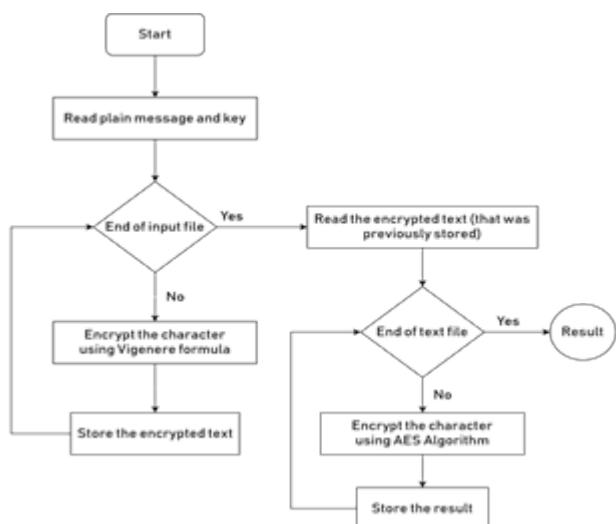 Start
Read plain message and key
End of input file
Yes
No
Encrypt the character
using Vigenere formula
Store the encrypted text
Read the encrypted text (that was
previously stored)
End of text file
Yes
Result
No
Encrypt the character
using AES Algorithm
Store the result